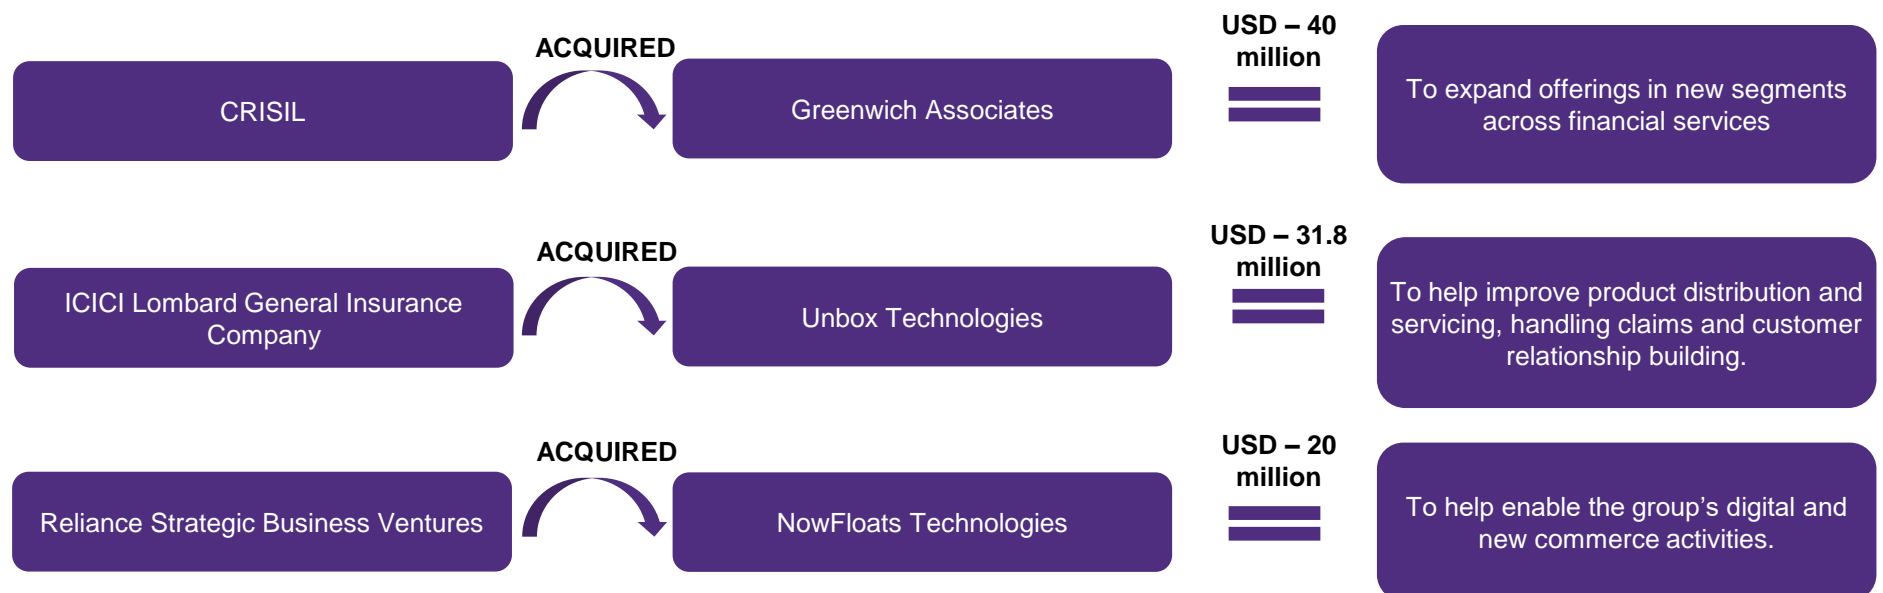 CRISIL
ACQUIRED
Greenwich Associates
USD – 40
million
To expand offerings in new segments
across financial services
ICICI Lombard General Insurance
Company
ACQUIRED
Unbox Technologies
USD – 31.8
million
To help improve product distribution and
servicing, handling claims and customer
relationship building.
Reliance Strategic Business Ventures
ACQUIRED
NowFloats Technologies
USD – 20
million
To help enable the group’s digital and
new commerce activities.